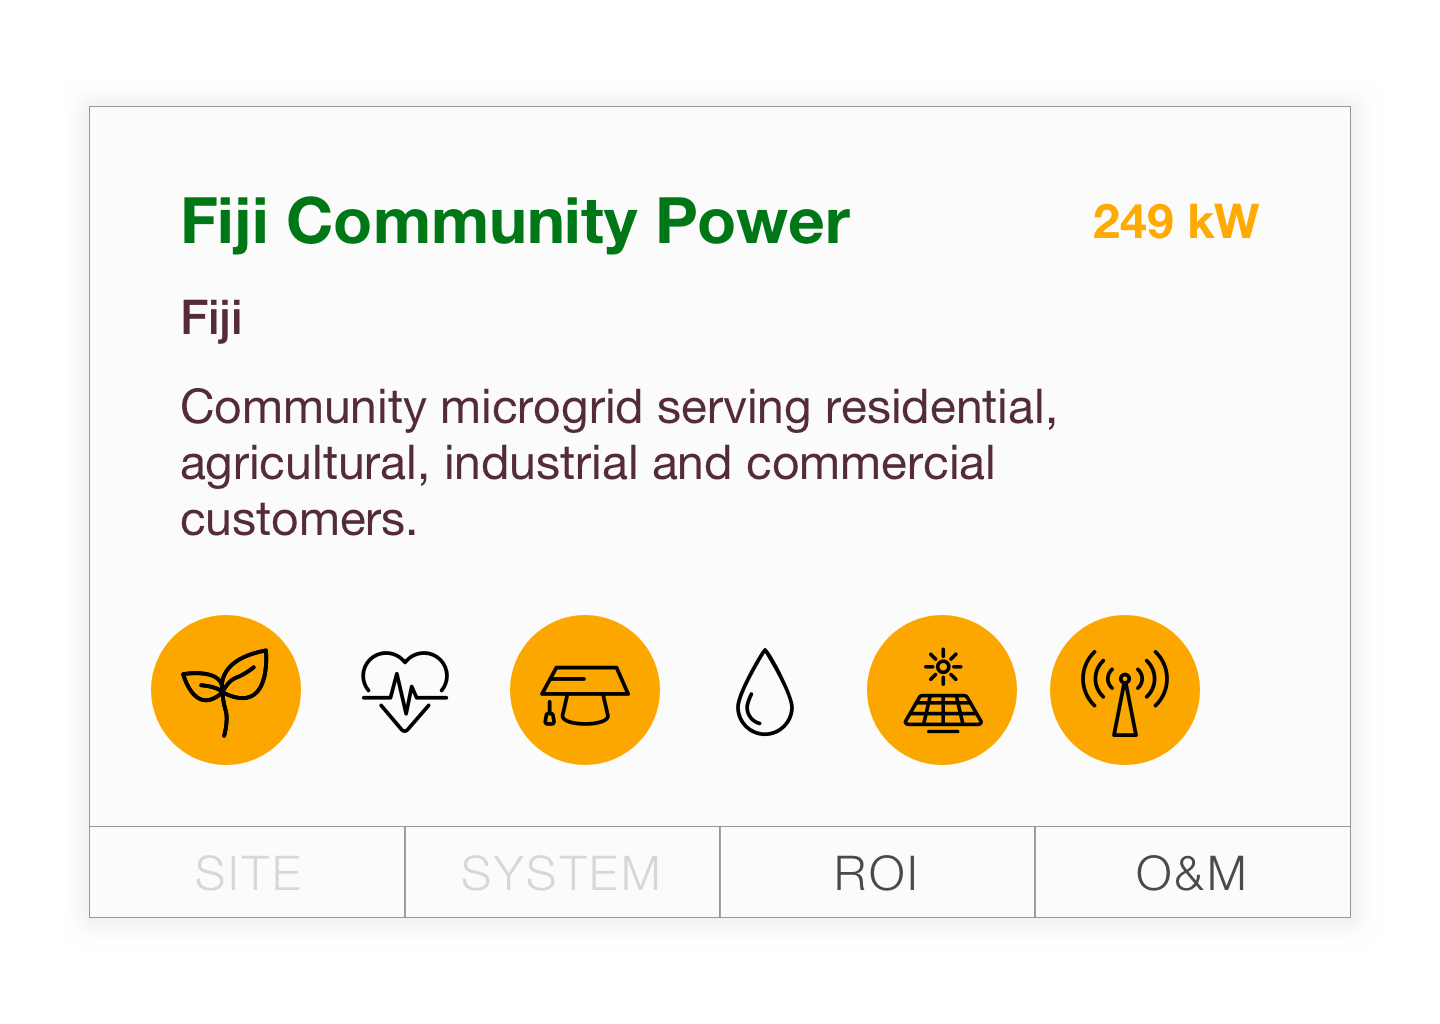 Fiji Community Power
249 kW
Fiji
Community microgrid serving residential,
agricultural, industrial and commercial
customers.
SITE
SYSTEM
ROI
O&M